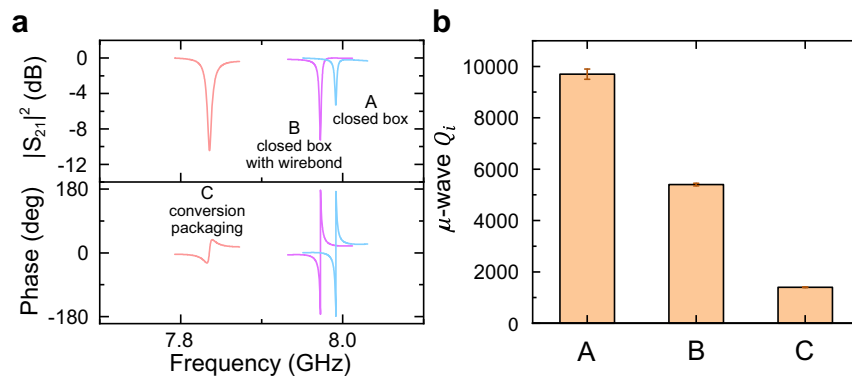 a
0
-4
-8
-12
|S21|² (dB)
A
closed box
B
closed box
with wirebond
180
0
-180
Phase (deg)
C
conversion
packaging
7.8
8.0
Frequency (GHz)
b
10000
8000
6000
4000
2000
0
μ-wave Qi
A
B
C